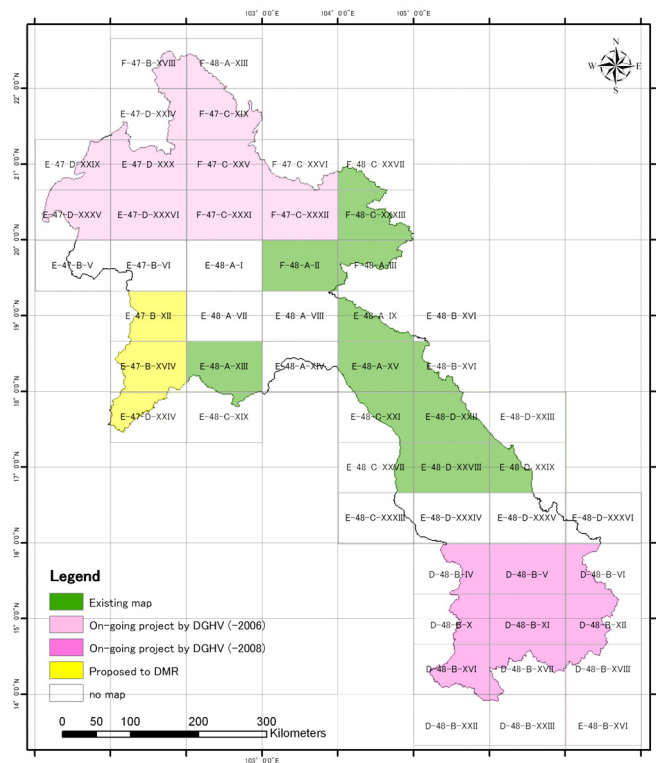 103° 0'0"E 104° 0'0"E 105° 0'0"E
N
W E
S
F-47-B-XVIII F-48-A-XIII
22° 0'0"N
E-47-D-XXIV F-47-C-XIX
21° 0'0"N
E-47-D-XXIX E-47-D-XXX F-47-C-XXV F-47-C-XXVI F-48-C-XXVII
E-47-D-XXXV E-47-D-XXXVI F-47-C-XXXI F-47-C-XXXII F-48-C-XXXIII
20° 0'0"N
E-47-B-V E-47-B-VI E-48-A-I F-48-A-II F-48-A-III
19° 0'0"N
E-47-B-XII E-48-A-VII E-48-A-VIII E-48-A-IX E-48-B-XVI
E-47-B-XVIV E-48-A-XIII E-48-A-XIV E-48-A-XV E-48-B-XVI
18° 0'0"N
E-47-D-XXIV E-48-C-XIX E-48-C-XXI E-48-D-XXII E-48-D-XXIII
17° 0'0"N
E-48-C-XXVII E-48-D-XXVIII E-48-D-XXIX
E-48-C-XXXIII E-48-D-XXXIV E-48-D-XXXV E-48-D-XXXVI
16° 0'0"N
D-48-B-IV D-48-B-V D-48-B-VI
15° 0'0"N
D-48-B-X D-48-B-XI D-48-B-XII
D-48-B-XVI D-48-B-XVII D-48-B-XVIII
14° 0'0"N
D-48-B-XXII D-48-B-XXIII E-48-B-XVI
Legend
Existing map
On-going project by DGHV (-2006)
On-going project by DGHV (-2008)
Proposed to DMR
no map
0 50 100 200 300
Kilometers
103° 0'0"E